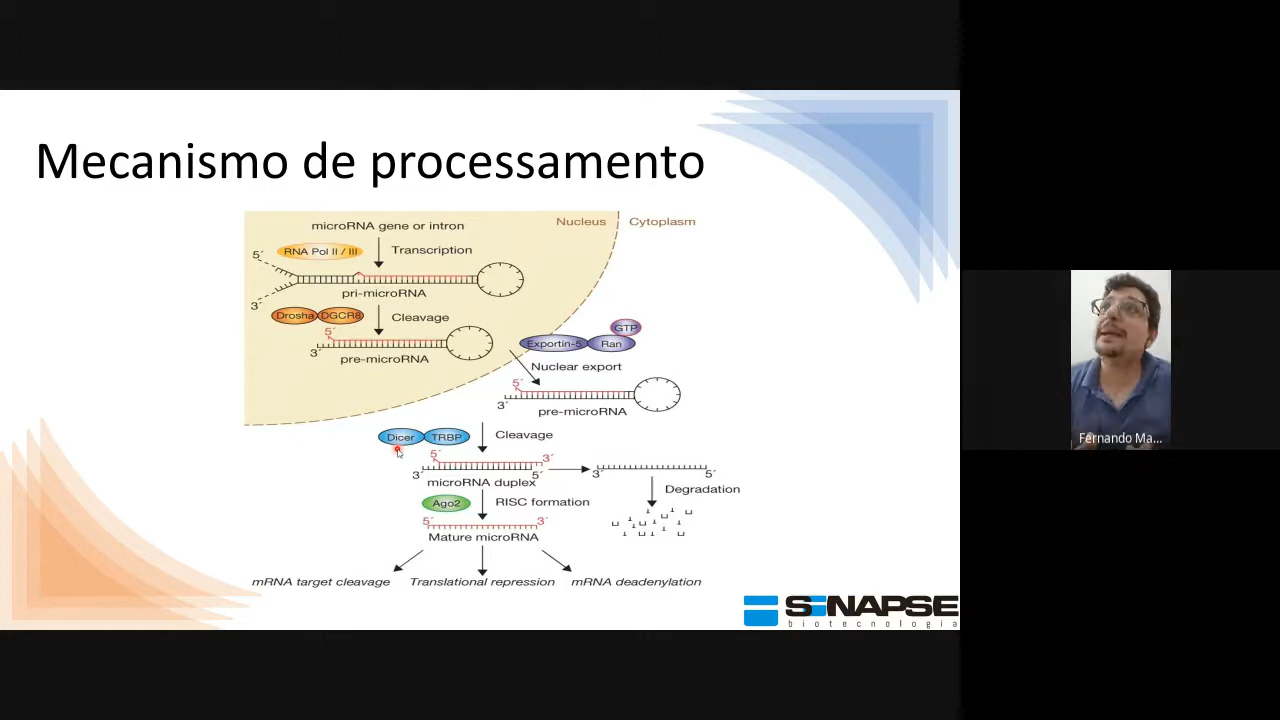 Mecanismo de processamento
Nucleus
Cytoplasm
microRNA gene or intron
RNA Pol II / III
Transcription
5´
3´
pri-microRNA
Drosha
DGCR8
Cleavage
5´
3´
pre-microRNA
GTP
Exportin-5
Ran
Nuclear export
5´
3´
pre-microRNA
Dicer
TRBP
Cleavage
5´
3´
3´
5´
microRNA duplex
3´
5´
Degradation
Ago2
RISC formation
5´
3´
Mature microRNA
mRNA target cleavage
Translational repression
mRNA deadenylation
SINAPSE
biotecnologia
Fernando Ma...